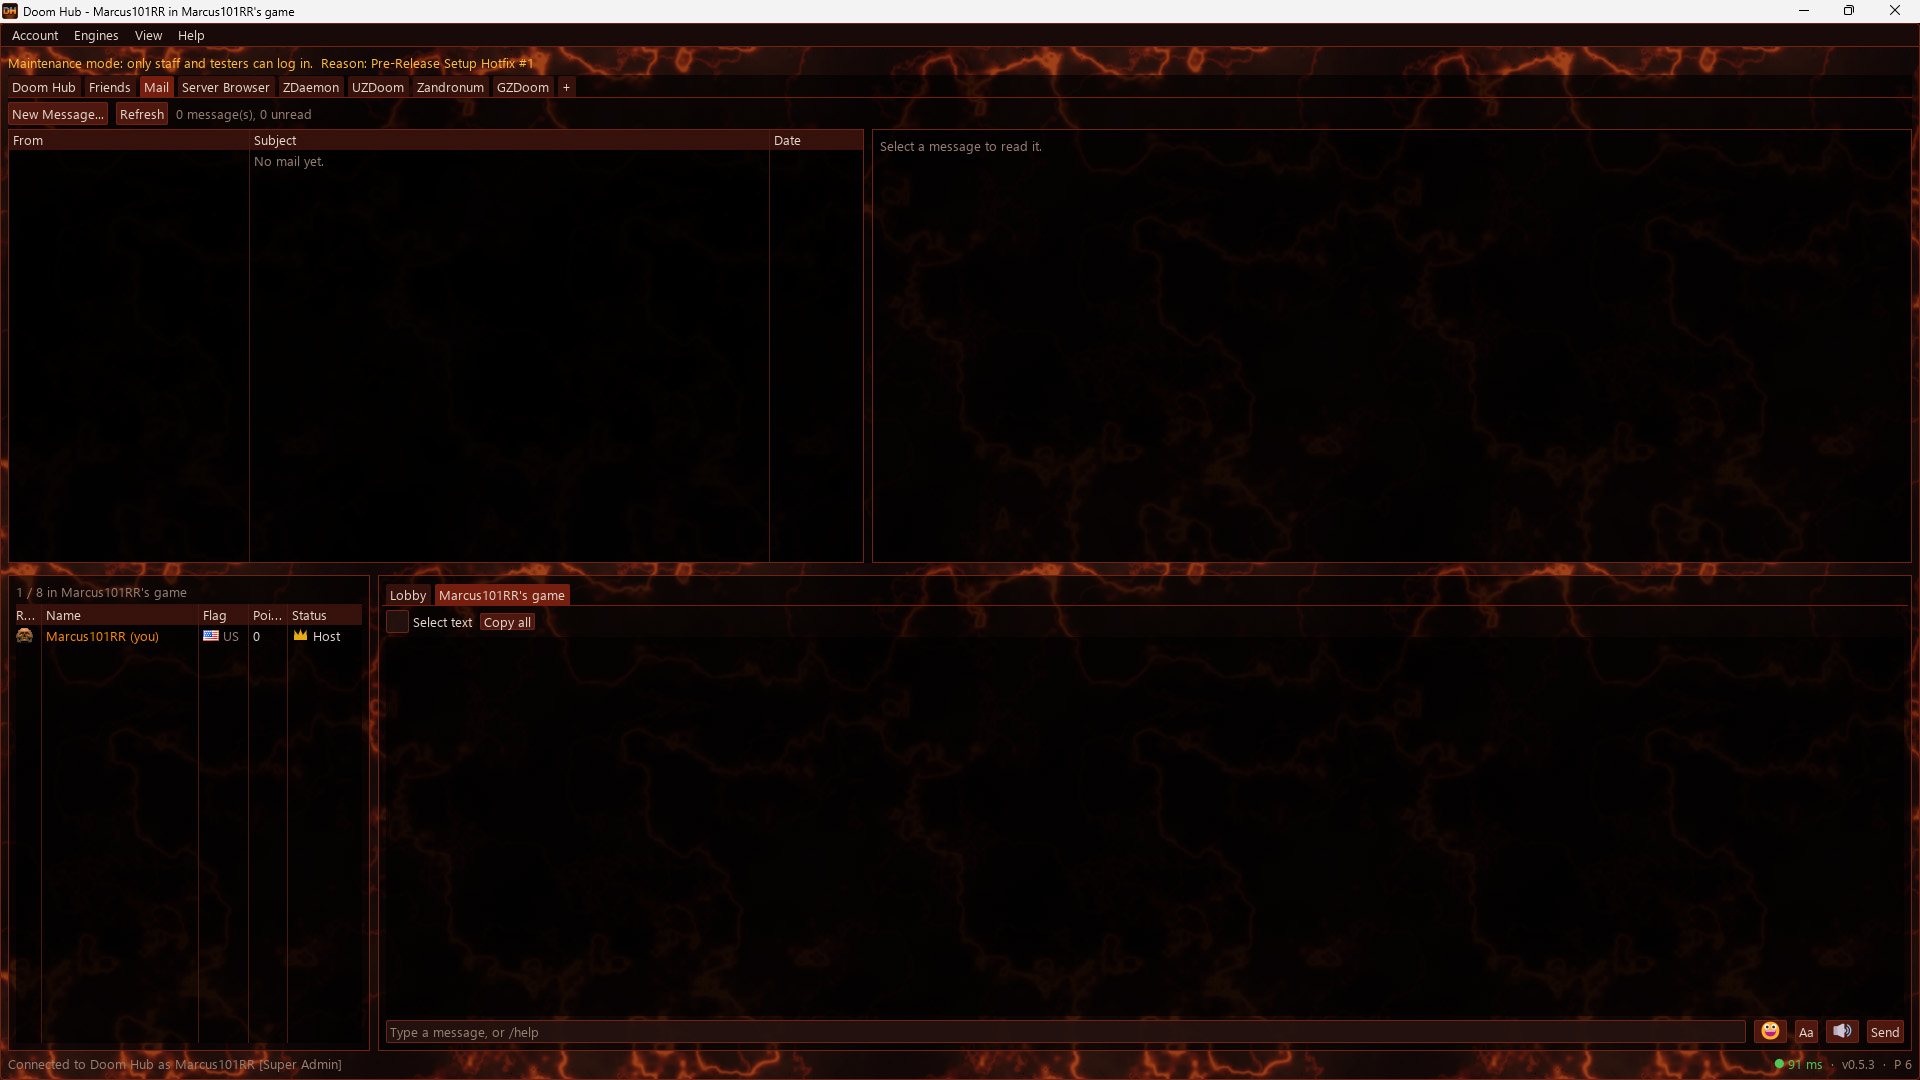 DH Doom Hub - Marcus101RR in Marcus101RR's game
Account Engines View Help
Maintenance mode: only staff and testers can log in. Reason: Pre-Release Setup Hotfix #1
Doom Hub Friends Mail Server Browser ZDaemon UZDoom Zandronum GZDoom +
New Message... Refresh 0 message(s), 0 unread
From Subject Date
No mail yet.
Select a message to read it.
1 / 8 in Marcus101RR's game
R... Name Flag Poi... Status
Marcus101RR (you) US 0 Host
Lobby Marcus101RR's game
Select text Copy all
Type a message, or /help
Aa Send
Connected to Doom Hub as Marcus101RR [Super Admin]
91 ms · v0.5.3 · P 6